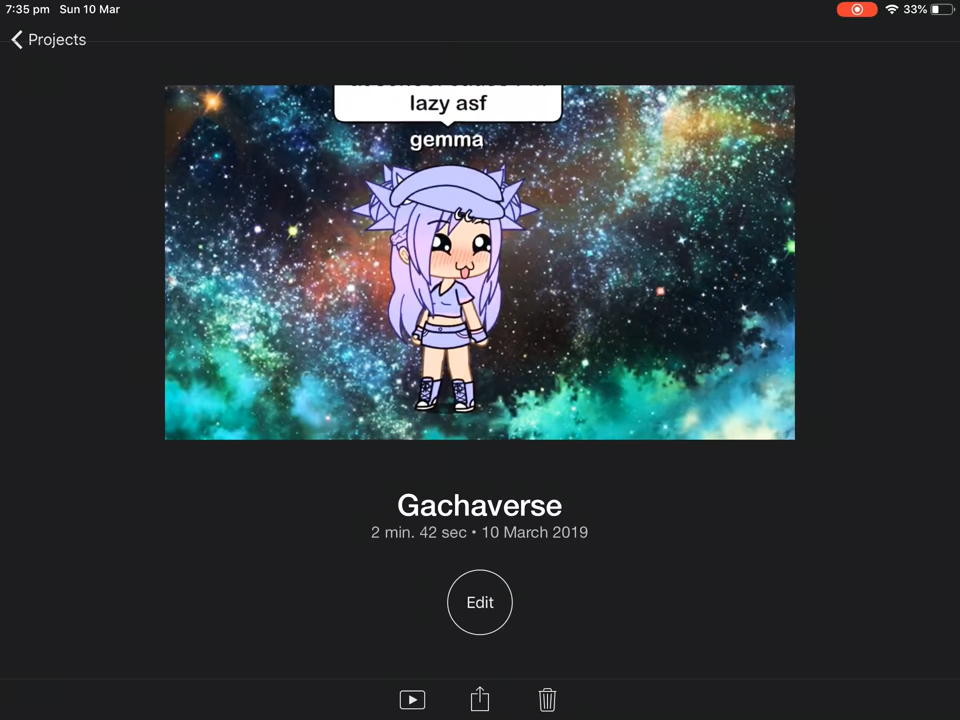 7:35 pm Sun 10 Mar
33%
Projects
lazy asf
gemma
Gachaverse
2 min. 42 sec • 10 March 2019
Edit